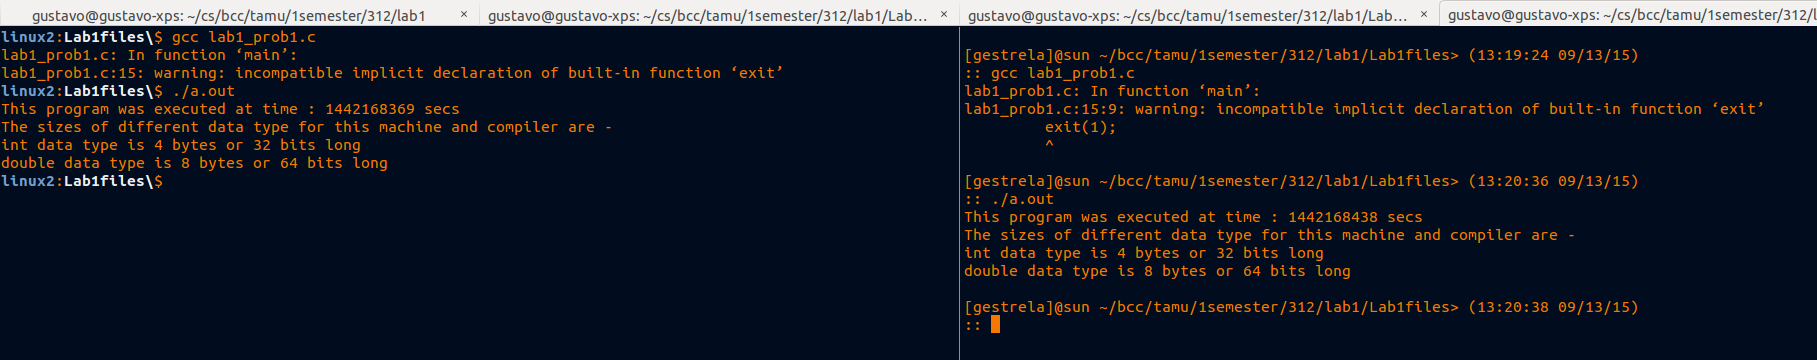 gustavo@gustavo-xps: ~/cs/bcc/tamu/1semester/312/lab1 ×
gustavo@gustavo-xps: ~/cs/bcc/tamu/1semester/312/lab1/Lab... ×
gustavo@gustavo-xps: ~/cs/bcc/tamu/1semester/312/lab1/Lab... ×
gustavo@gustavo-xps: ~/cs/bcc/tamu/1semester/312/l
linux2:Lab1files\$ gcc lab1_prob1.c
lab1_prob1.c: In function ‘main’:
lab1_prob1.c:15: warning: incompatible implicit declaration of built-in function ‘exit’
linux2:Lab1files\$ ./a.out
This program was executed at time : 1442168369 secs
The sizes of different data type for this machine and compiler are -
int data type is 4 bytes or 32 bits long
double data type is 8 bytes or 64 bits long
linux2:Lab1files\$
[gestrela]@sun ~/bcc/tamu/1semester/312/lab1/Lab1files> (13:19:24 09/13/15)
:: gcc lab1_prob1.c
lab1_prob1.c: In function ‘main’:
lab1_prob1.c:15:9: warning: incompatible implicit declaration of built-in function ‘exit’
exit(1);
^
[gestrela]@sun ~/bcc/tamu/1semester/312/lab1/Lab1files> (13:20:36 09/13/15)
:: ./a.out
This program was executed at time : 1442168438 secs
The sizes of different data type for this machine and compiler are -
int data type is 4 bytes or 32 bits long
double data type is 8 bytes or 64 bits long
[gestrela]@sun ~/bcc/tamu/1semester/312/lab1/Lab1files> (13:20:38 09/13/15)
::